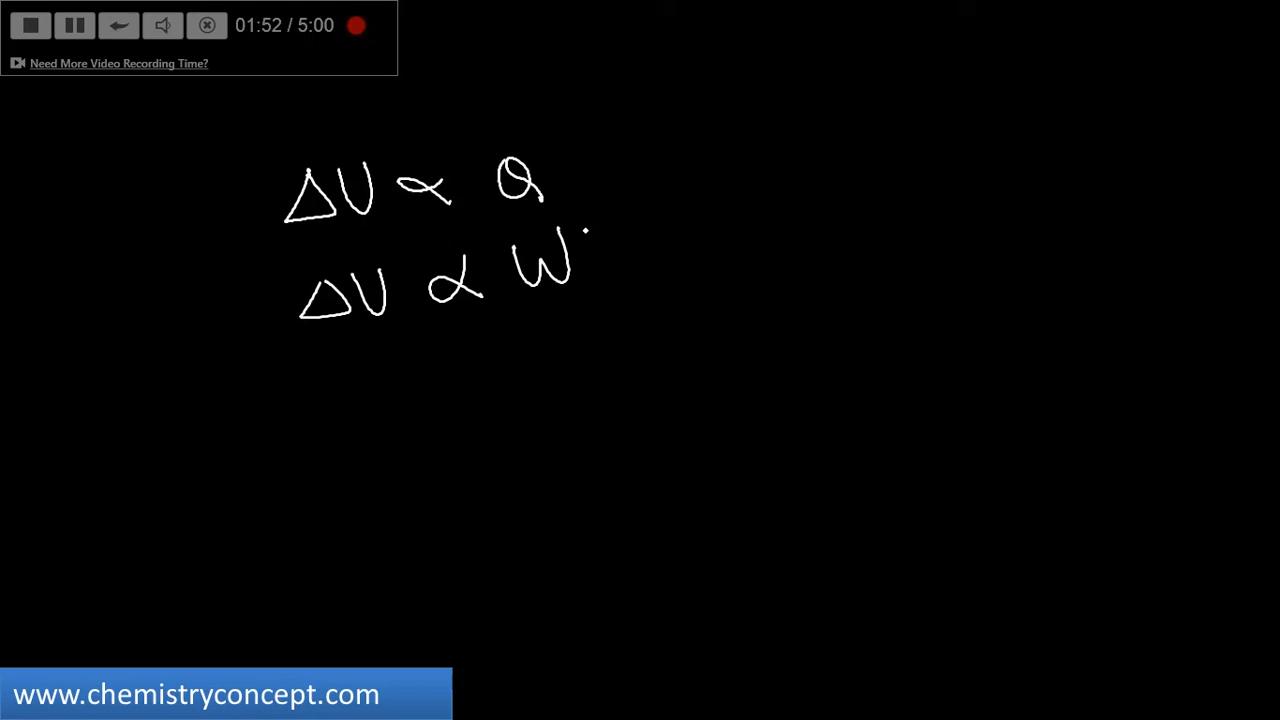 01:52 / 5:00
Need More Video Recording Time?
ΔU ∝ Q
ΔU ∝ W
www.chemistryconcept.com